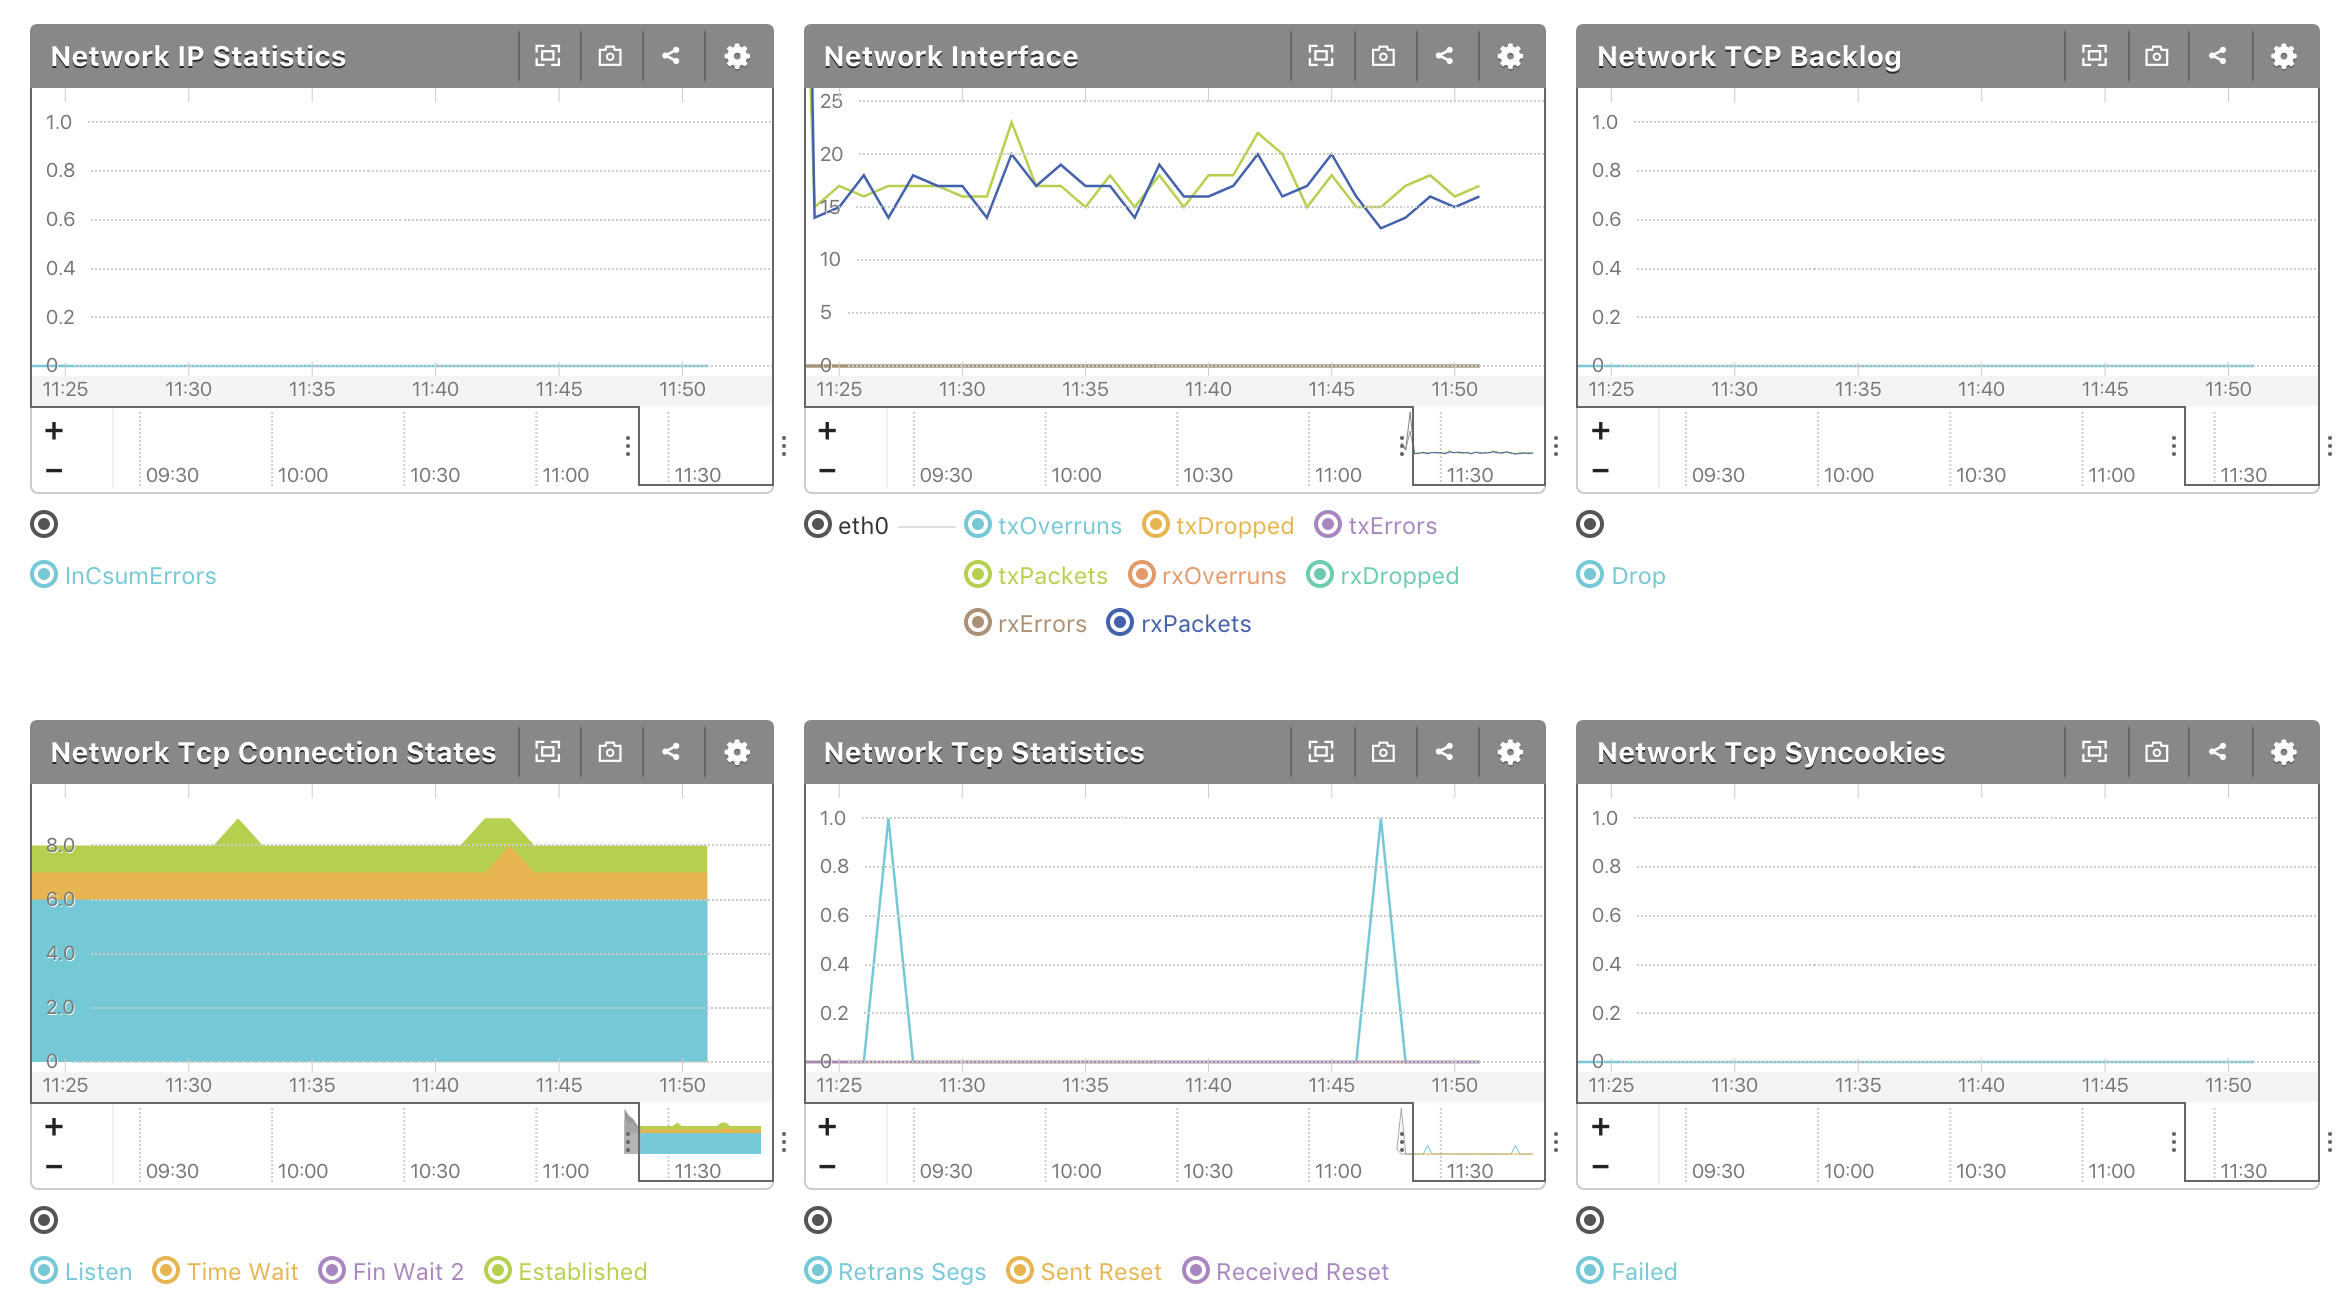 Network IP Statistics
1.0
0.8
0.6
0.4
0.2
0
11:25 11:30 11:35 11:40 11:45 11:50
+
−
09:30 10:00 10:30 11:00 11:30
InCsumErrors
Network Interface
25
20
15
10
5
0
11:25 11:30 11:35 11:40 11:45 11:50
+
−
09:30 10:00 10:30 11:00 11:30
eth0 txOverruns txDropped txErrors
txPackets rxOverruns rxDropped
rxErrors rxPackets
Network TCP Backlog
1.0
0.8
0.6
0.4
0.2
0
11:25 11:30 11:35 11:40 11:45 11:50
+
−
09:30 10:00 10:30 11:00 11:30
Drop
Network Tcp Connection States
8.0
6.0
4.0
2.0
0
11:25 11:30 11:35 11:40 11:45 11:50
+
−
09:30 10:00 10:30 11:00 11:30
Listen Time Wait Fin Wait 2 Established
Network Tcp Statistics
1.0
0.8
0.6
0.4
0.2
0
11:25 11:30 11:35 11:40 11:45 11:50
+
−
09:30 10:00 10:30 11:00 11:30
Retrans Segs Sent Reset Received Reset
Network Tcp Syncookies
1.0
0.8
0.6
0.4
0.2
0
11:25 11:30 11:35 11:40 11:45 11:50
+
−
09:30 10:00 10:30 11:00 11:30
Failed